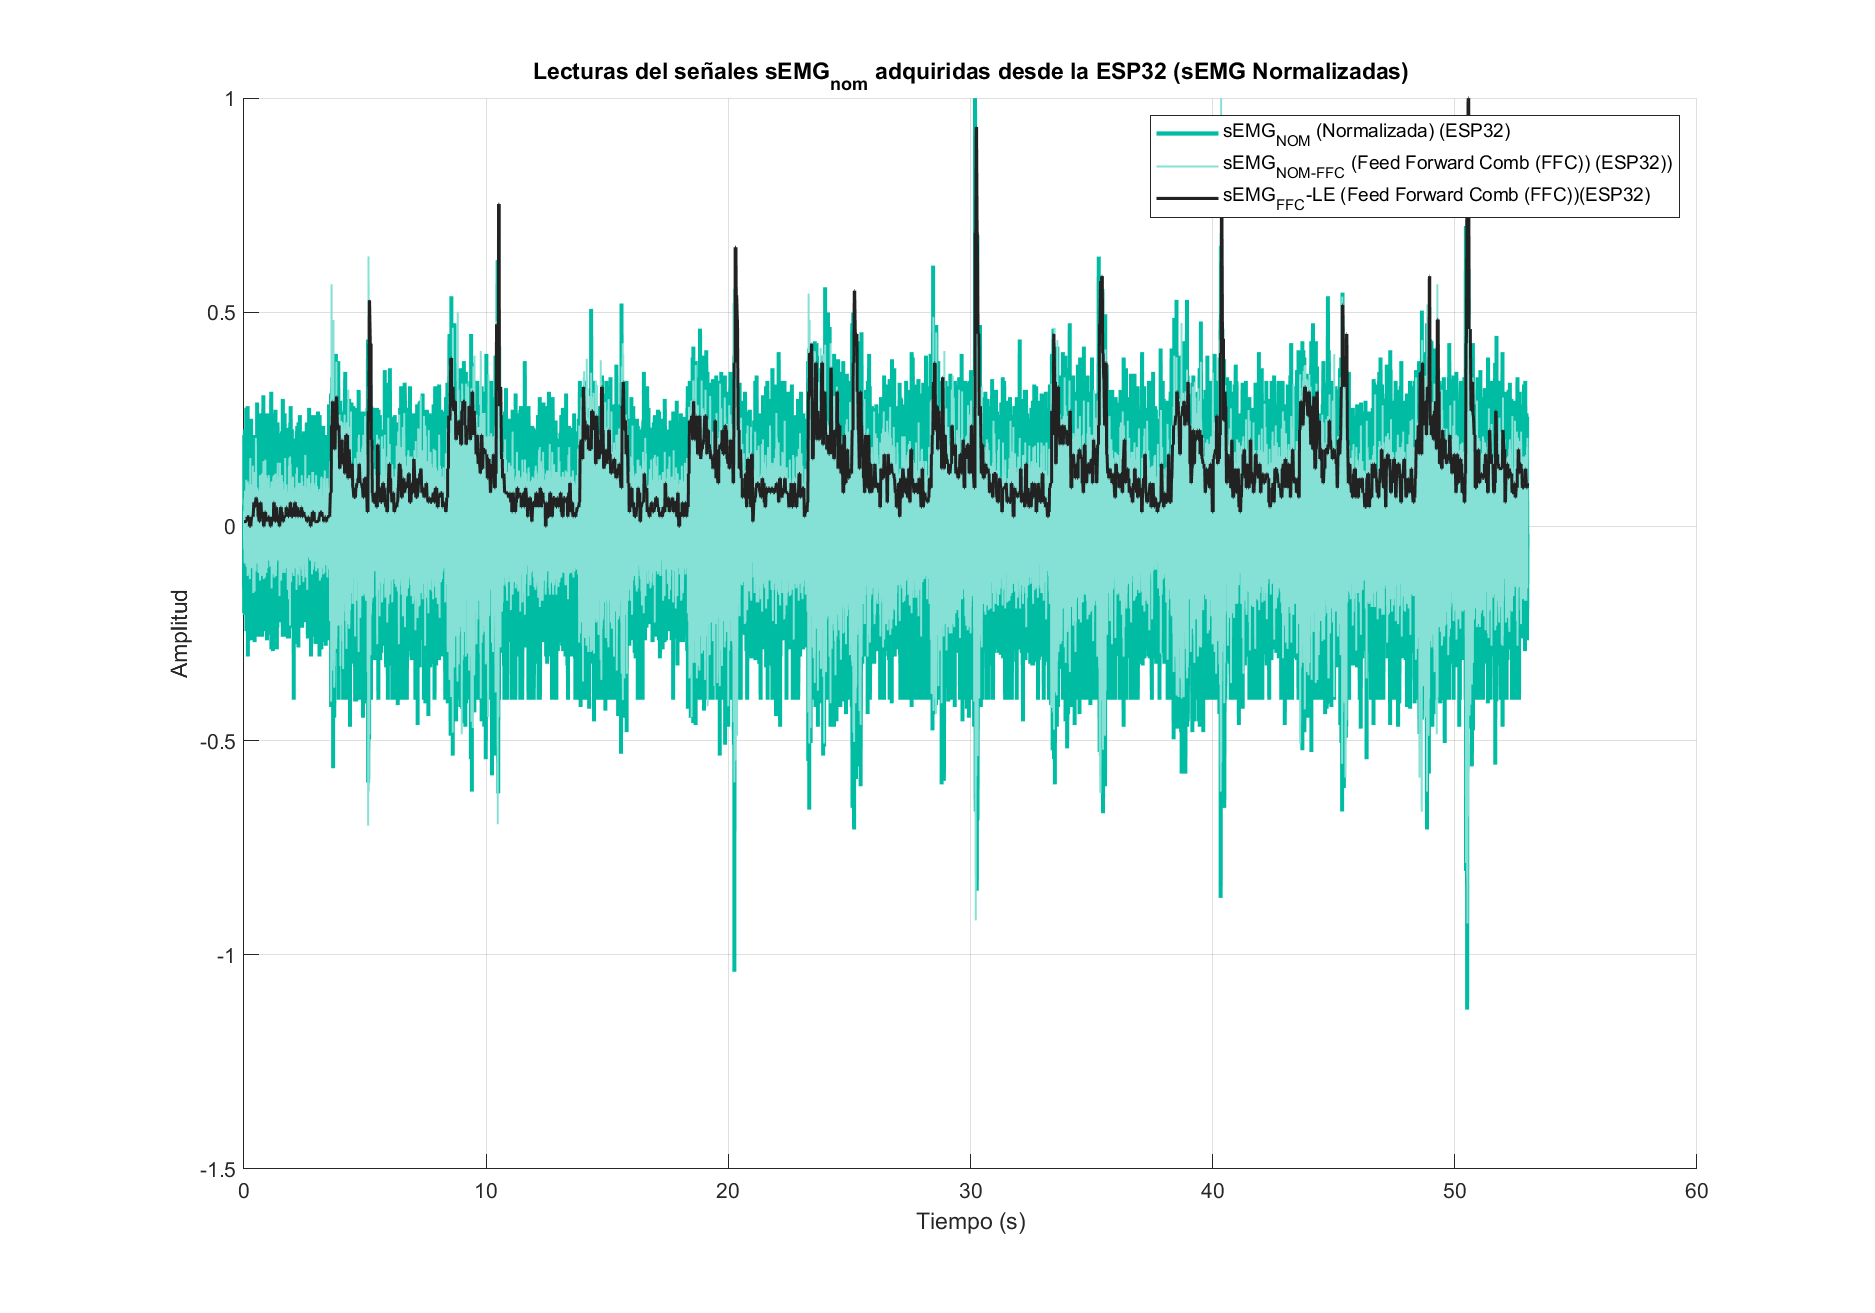 Lecturas del señales sEMGnom adquiridas desde la ESP32 (sEMG Normalizadas)
sEMGNOM (Normalizada) (ESP32)
sEMGNOM-FFC (Feed Forward Comb (FFC)) (ESP32))
sEMGFFC-LE (Feed Forward Comb (FFC))(ESP32)
1
0.5
0
-0.5
-1
-1.5
Amplitud
0 10 20 30 40 50 60
Tiempo (s)